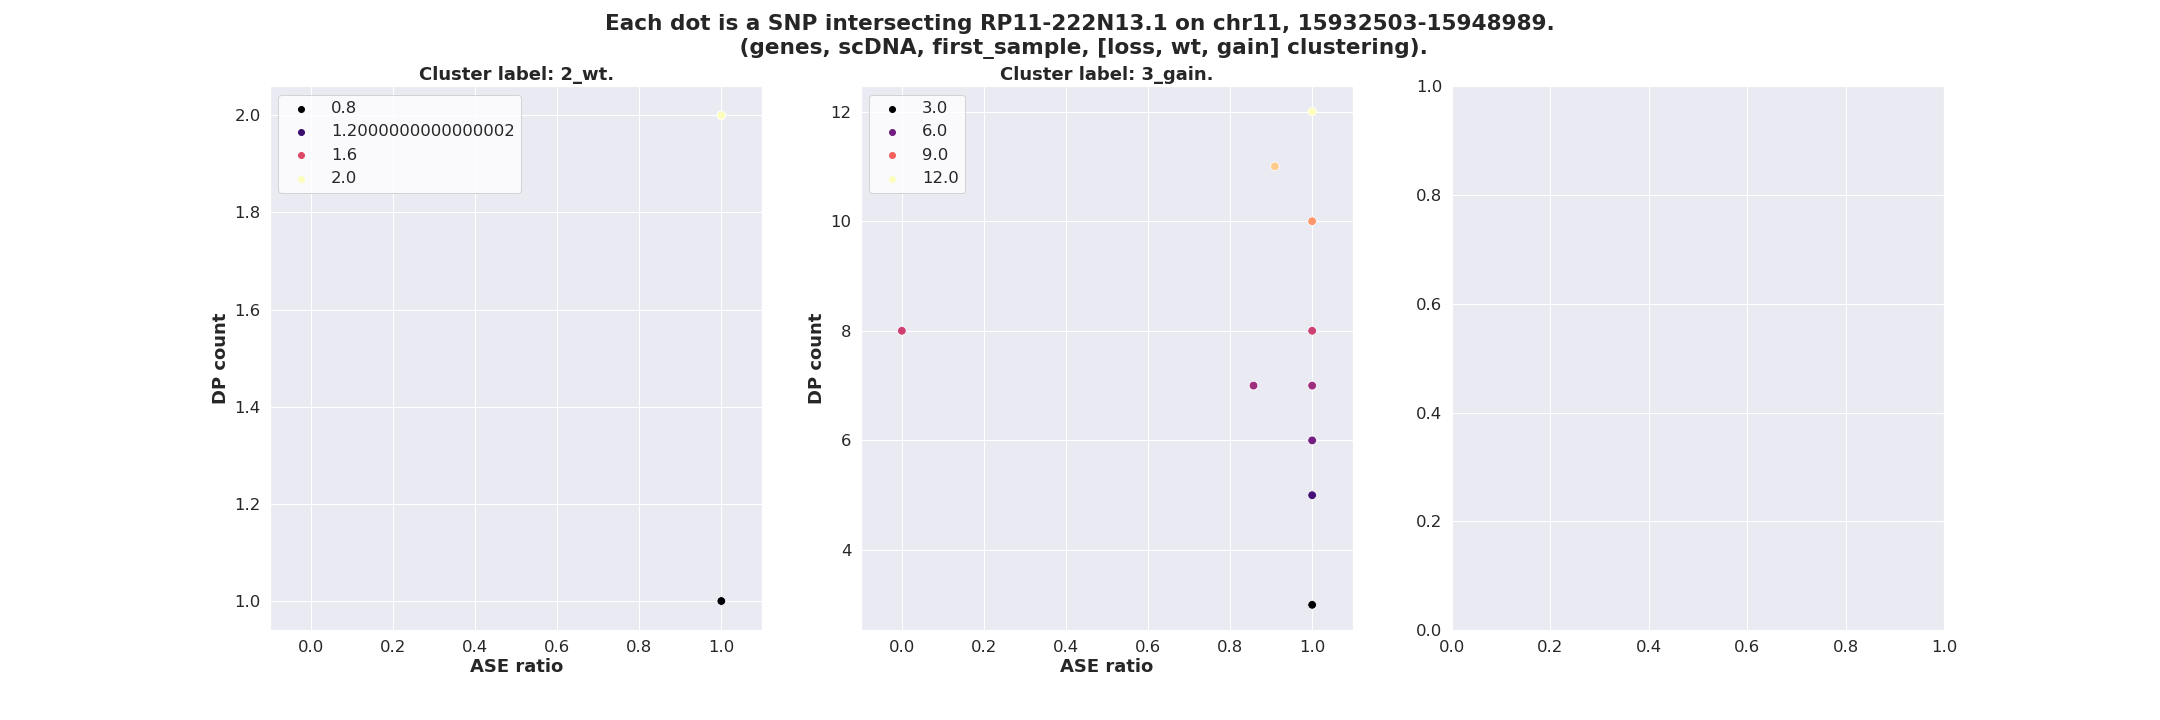 Each dot is a SNP intersecting RP11-222N13.1 on chr11, 15932503-15948989.
(genes, scDNA, first_sample, [loss, wt, gain] clustering).
Cluster label: 2_wt.
0.8
1.2000000000000002
1.6
2.0
DP count
2.0
1.8
1.6
1.4
1.2
1.0
0.0 0.2 0.4 0.6 0.8 1.0
ASE ratio
Cluster label: 3_gain.
3.0
6.0
9.0
12.0
DP count
12
10
8
6
4
0.0 0.2 0.4 0.6 0.8 1.0
ASE ratio
1.0
0.8
0.6
0.4
0.2
0.0
0.0 0.2 0.4 0.6 0.8 1.0